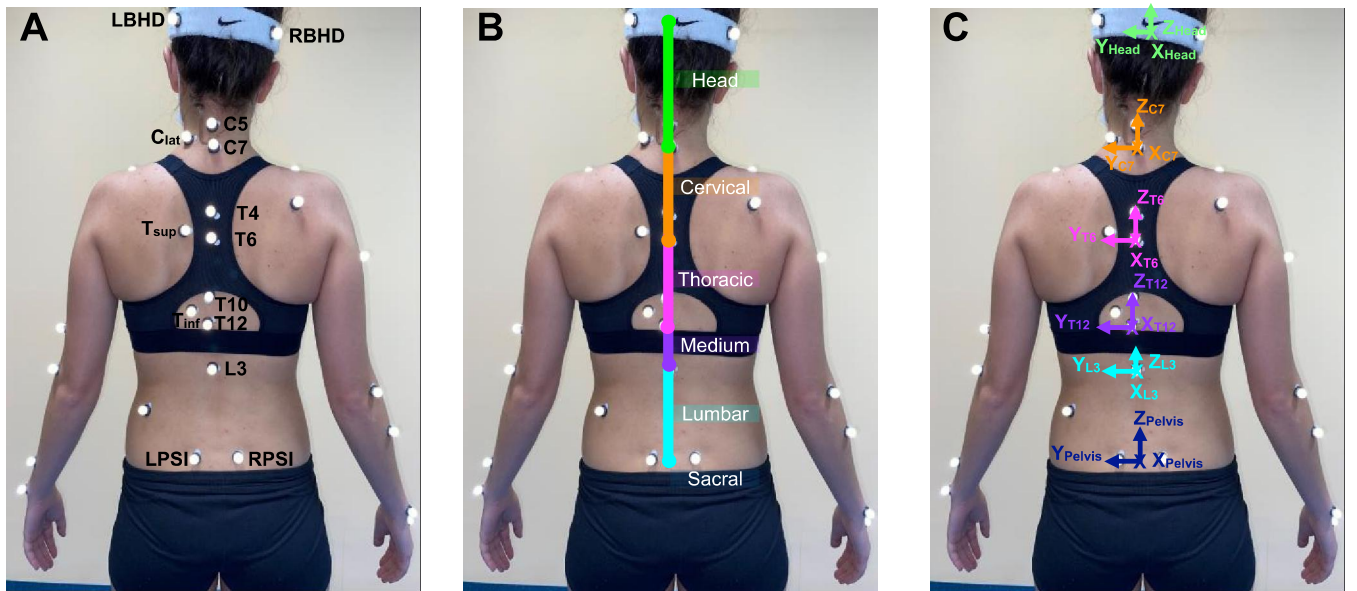 A
LBHD
RBHD
C5
Clat
C7
T4
Tsup
T6
T10
Tinf
T12
L3
LPSI
RPSI
B
Head
Cervical
Thoracic
Medium
Lumbar
Sacral
C
ZHead
YHead
XHead
ZC7
YC7
XC7
ZT6
YT6
XT6
ZT12
YT12
XT12
ZL3
YL3
XL3
ZPelvis
YPelvis
XPelvis